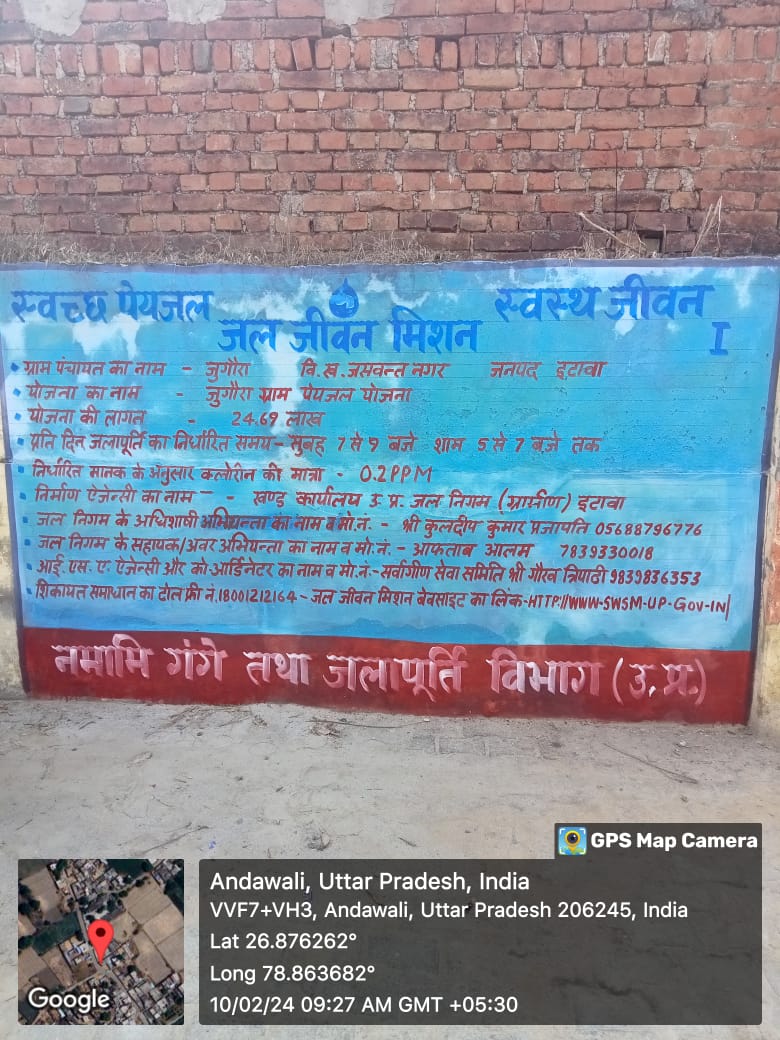 स्वच्छ पेयजल स्वस्थ जीवन
जल जीवन मिशन I
• ग्राम पंचायत का नाम - जुगौरा वि.ख. जसवन्त नगर जनपद इटावा
• योजना का नाम - जुगौरा ग्राम पेयजल योजना
• योजना की लागत - 24.69 लाख
• प्रति दिन जलापूर्ति का निर्धारित समय - सुबह 7 से 9 बजे शाम 5 से 7 बजे तक
• निर्धारित मानक के अनुसार क्लोरीन की मात्रा - 0.2PPM
• निर्माण ऐजेन्सी का नाम - - खण्ड कार्यालय उ.प्र. जल निगम (ग्रामीण) इटावा
• जल निगम के अधिशाषी अभियन्ता का नाम व मो.नं. - श्री कुलदीप कुमार प्रजापति 05688796776
• जल निगम के सहायक/अवर अभियन्ता का नाम व मो.नं. - आफताब आलम 7839330018
• आई.एस.ए. ऐजेन्सी और को-आर्डिनेटर का नाम व मो.नं.- सर्वागीण सेवा समिति श्री गौरव त्रिपाठी 9839836353
• शिकायत समाधान का टोल फ्री नं.18001212164 - जल जीवन मिशन बेवसाइट का लिंक-HTTP://WWW-SWSM-UP-GOV-IN|
नमामि गंगे तथा जलापूर्ति विभाग (उ.प्र.)
GPS Map Camera
Andawali, Uttar Pradesh, India
VVF7+VH3, Andawali, Uttar Pradesh 206245, India
Lat 26.876262°
Long 78.863682°
10/02/24 09:27 AM GMT +05:30
Google